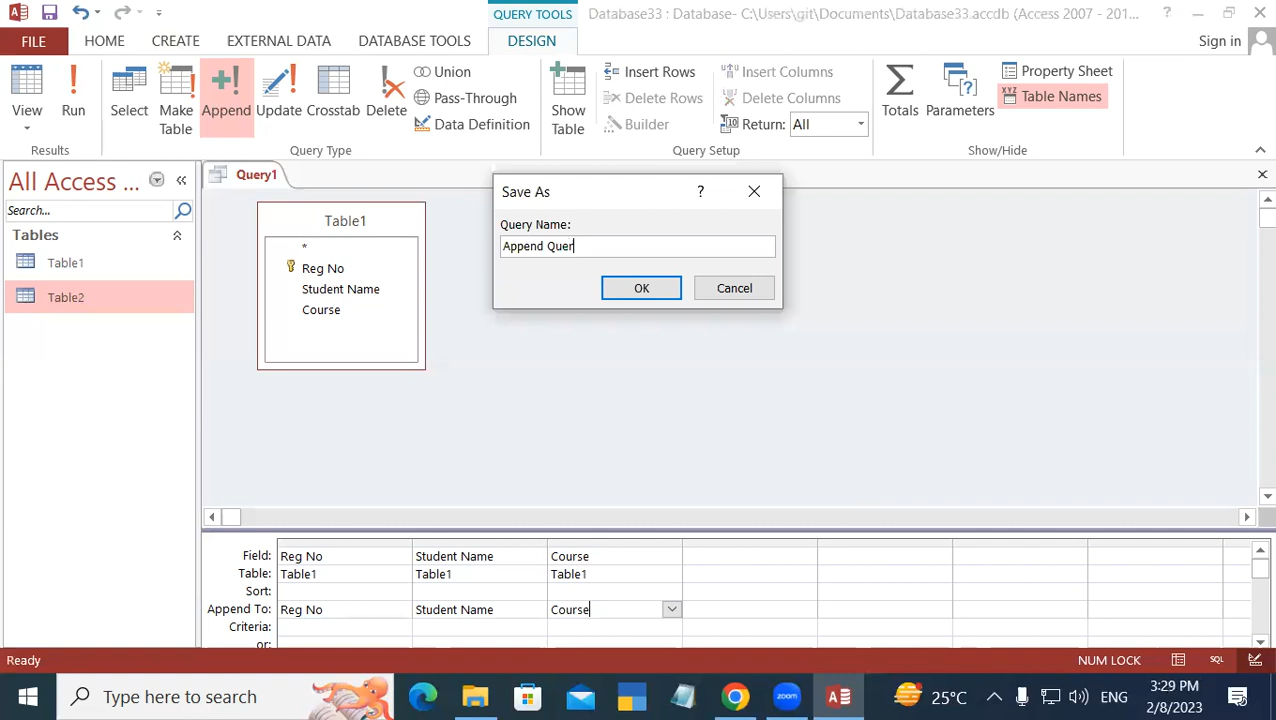 QUERY TOOLS
Database33 : Database- C:\Users\git\Documents\Database33.accdb (Access 2007 - 201...
?
FILE HOME CREATE EXTERNAL DATA DATABASE TOOLS DESIGN Sign in
View
Run
Select
Make
Table
Append
Update
Crosstab
Delete
Union
Pass-Through
Data Definition
Show
Table
Insert Rows
Delete Rows
Builder
Insert Columns
Delete Columns
Return: All
Totals
Parameters
Property Sheet
Table Names
Results
Query Type
Query Setup
Show/Hide
All Access ...
Search...
Tables
Table1
Table2
Query1
Table1
*
Reg No
Student Name
Course
Save As
?
Query Name:
Append Quer
OK Cancel
Field: Reg No Student Name Course
Table: Table1 Table1 Table1
Sort:
Append To: Reg No Student Name Course
Criteria:
or:
Ready NUM LOCK SQL
Type here to search
zoom
25°C
ENG
3:29 PM
2/8/2023